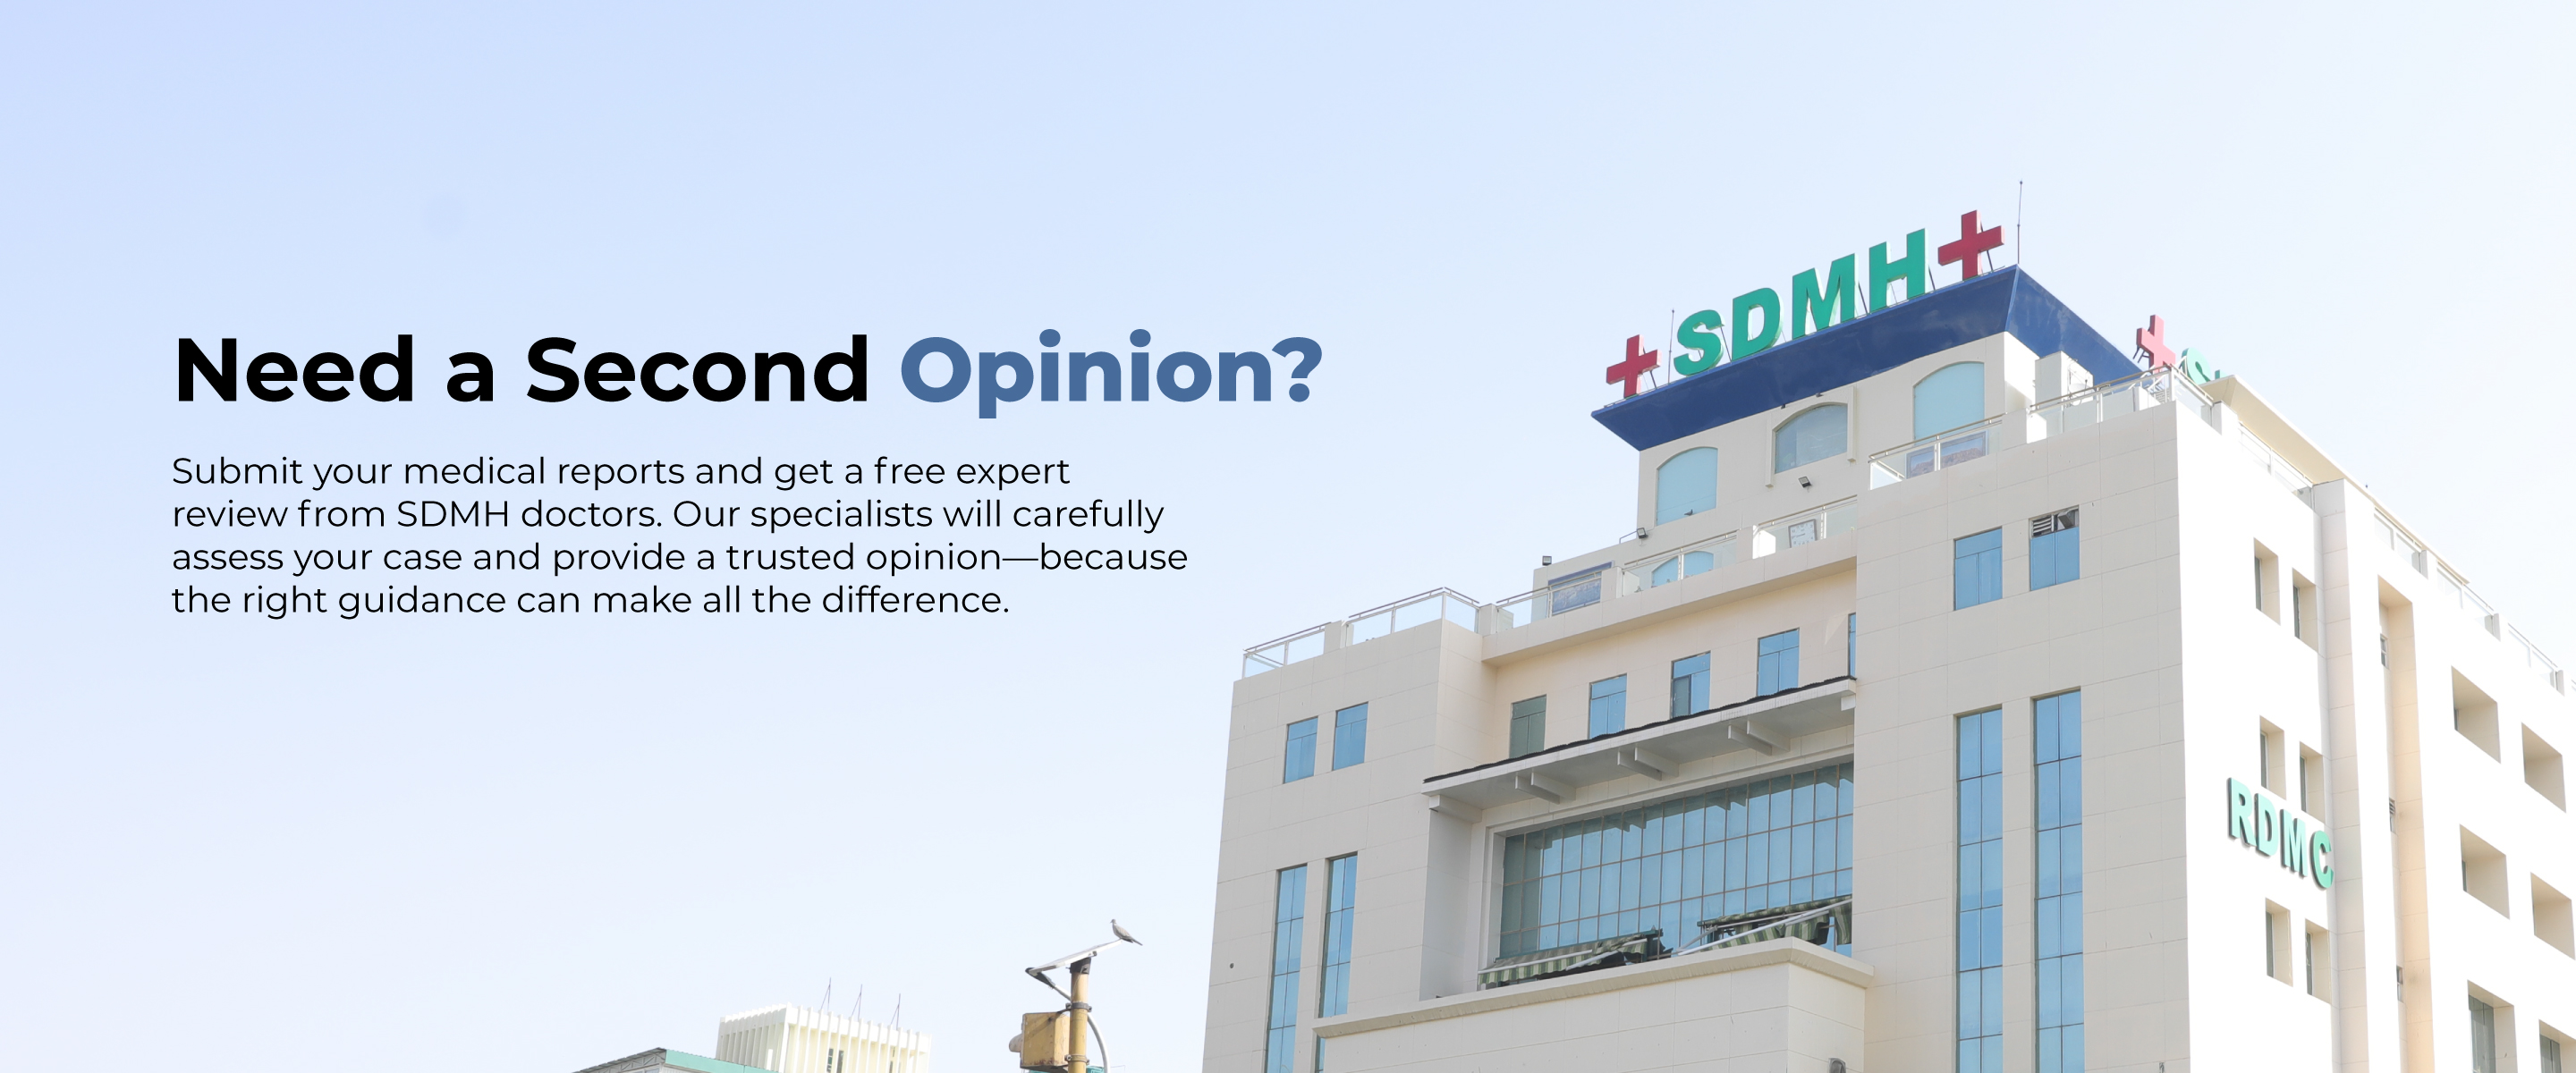 Need a Second Opinion?
Submit your medical reports and get a free expert
review from SDMH doctors. Our specialists will carefully
assess your case and provide a trusted opinion—because
the right guidance can make all the difference.
SDMH
S
RDMC